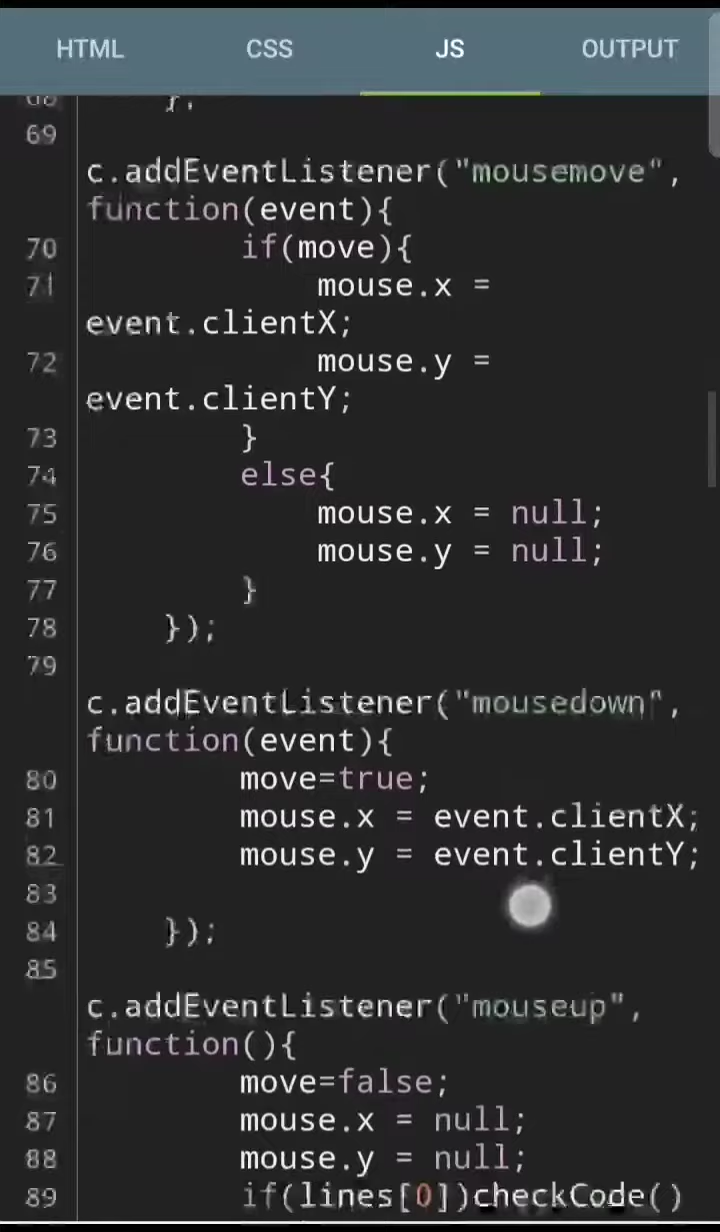 HTML CSS JS OUTPUT
68 };
69
c.addEventListener("mousemove",
function(event){
70 if(move){
71 mouse.x =
event.clientX;
72 mouse.y =
event.clientY;
73 }
74 else{
75 mouse.x = null;
76 mouse.y = null;
77 }
78 });
79
c.addEventListener("mousedown",
function(event){
80 move=true;
81 mouse.x = event.clientX;
82 mouse.y = event.clientY;
83
84 });
85
c.addEventListener("mouseup",
function(){
86 move=false;
87 mouse.x = null;
88 mouse.y = null;
89 if(lines[0])checkCode()